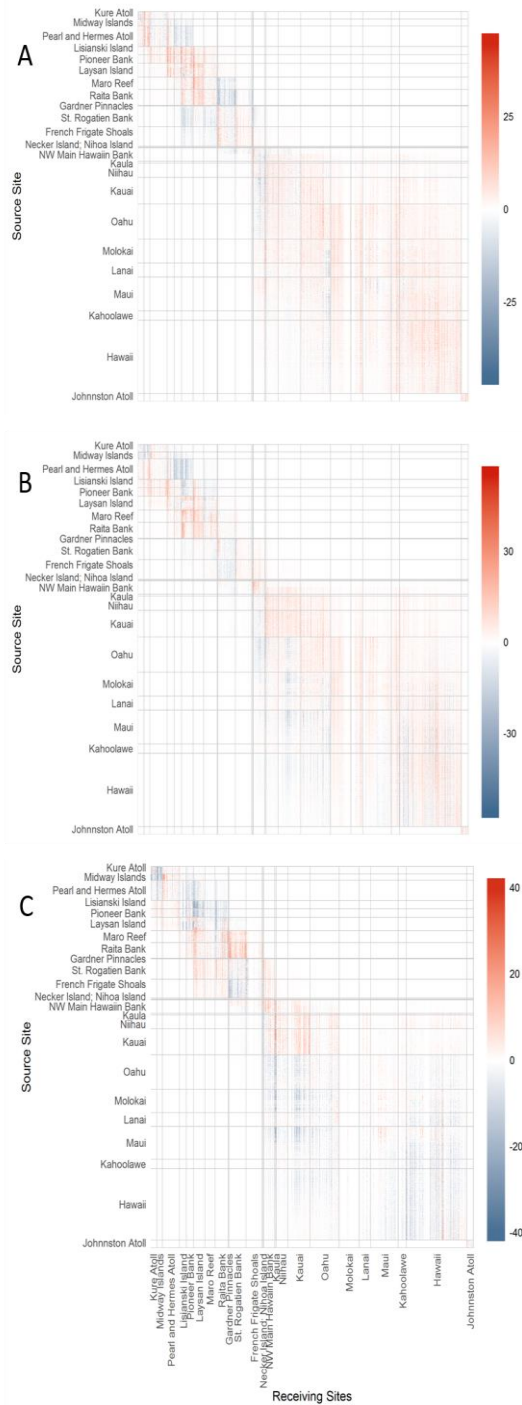 A
Source Site
Kure Atoll
Midway Islands
Pearl and Hermes Atoll
Lisianski Island
Pioneer Bank
Laysan Island
Maro Reef
Raita Bank
Gardner Pinnacles
St. Rogatien Bank
French Frigate Shoals
Necker Island; Nihoa Island
NW Main Hawaiin Bank
Kaula
Niihau
Kauai
Oahu
Molokai
Lanai
Maui
Kahoolawe
Hawaii
Johnnston Atoll
25
0
-25
B
Source Site
Kure Atoll
Midway Islands
Pearl and Hermes Atoll
Lisianski Island
Pioneer Bank
Laysan Island
Maro Reef
Raita Bank
Gardner Pinnacles
St. Rogatien Bank
French Frigate Shoals
Necker Island; Nihoa Island
NW Main Hawaiin Bank
Kaula
Niihau
Kauai
Oahu
Molokai
Lanai
Maui
Kahoolawe
Hawaii
Johnnston Atoll
30
0
-30
C
Source Site
Kure Atoll
Midway Islands
Pearl and Hermes Atoll
Lisianski Island
Pioneer Bank
Laysan Island
Maro Reef
Raita Bank
Gardner Pinnacles
St. Rogatien Bank
French Frigate Shoals
Necker Island; Nihoa Island
NW Main Hawaiin Bank
Kaula
Niihau
Kauai
Oahu
Molokai
Lanai
Maui
Kahoolawe
Hawaii
Johnnston Atoll
40
20
0
-20
-40
Kure Atoll
Midway Islands
Pearl and Hermes Atoll
Lisianski Island
Pioneer Bank
Laysan Island
Maro Reef
Raita Bank
Gardner Pinnacles
St. Rogatien Bank
French Frigate Shoals
Necker Island; Nihoa Island
NW Main Hawaiin Bank
Kaula
Niihau
Kauai
Oahu
Molokai
Lanai
Maui
Kahoolawe
Hawaii
Johnnston Atoll
Receiving Sites